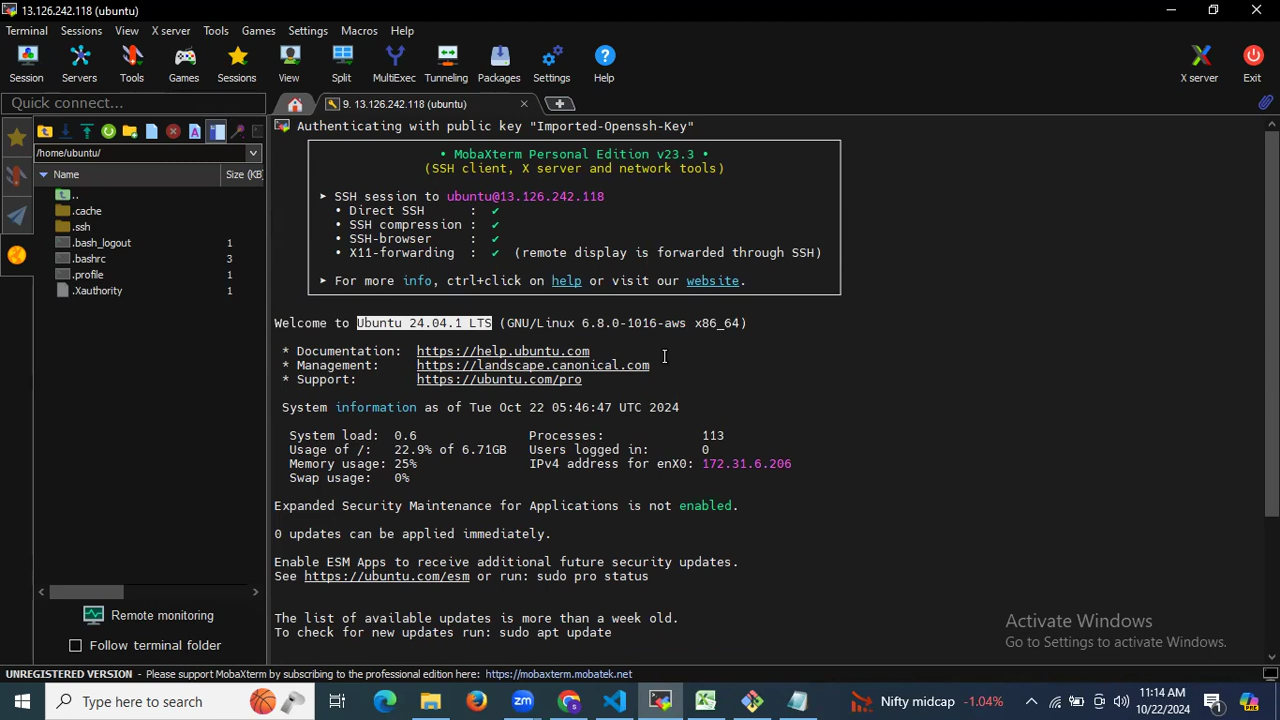 13.126.242.118 (ubuntu)
Terminal Sessions View X server Tools Games Settings Macros Help
Session Servers Tools Games Sessions View Split MultiExec Tunneling Packages Settings Help X server Exit
Quick connect...
9. 13.126.242.118 (ubuntu)
/home/ubuntu/
Name Size (KB)
..
.cache
.ssh
.bash_logout 1
.bashrc 3
.profile 1
.Xauthority 1
Remote monitoring
Follow terminal folder
Authenticating with public key "Imported-Openssh-Key"
• MobaXterm Personal Edition v23.3 •
(SSH client, X server and network tools)
► SSH session to ubuntu@13.126.242.118
• Direct SSH : ✔
• SSH compression : ✔
• SSH-browser : ✔
• X11-forwarding : ✔ (remote display is forwarded through SSH)
► For more info, ctrl+click on help or visit our website.
Welcome to Ubuntu 24.04.1 LTS (GNU/Linux 6.8.0-1016-aws x86_64)
* Documentation: https://help.ubuntu.com
* Management: https://landscape.canonical.com
* Support: https://ubuntu.com/pro
System information as of Tue Oct 22 05:46:47 UTC 2024
System load: 0.6 Processes: 113
Usage of /: 22.9% of 6.71GB Users logged in: 0
Memory usage: 25% IPv4 address for enX0: 172.31.6.206
Swap usage: 0%
Expanded Security Maintenance for Applications is not enabled.
0 updates can be applied immediately.
Enable ESM Apps to receive additional future security updates.
See https://ubuntu.com/esm or run: sudo pro status
The list of available updates is more than a week old.
To check for new updates run: sudo apt update
Activate Windows
Go to Settings to activate Windows.
UNREGISTERED VERSION - Please support MobaXterm by subscribing to the professional edition here: https://mobaxterm.mobatek.net
Type here to search
Nifty midcap -1.04%
11:14 AM
10/22/2024